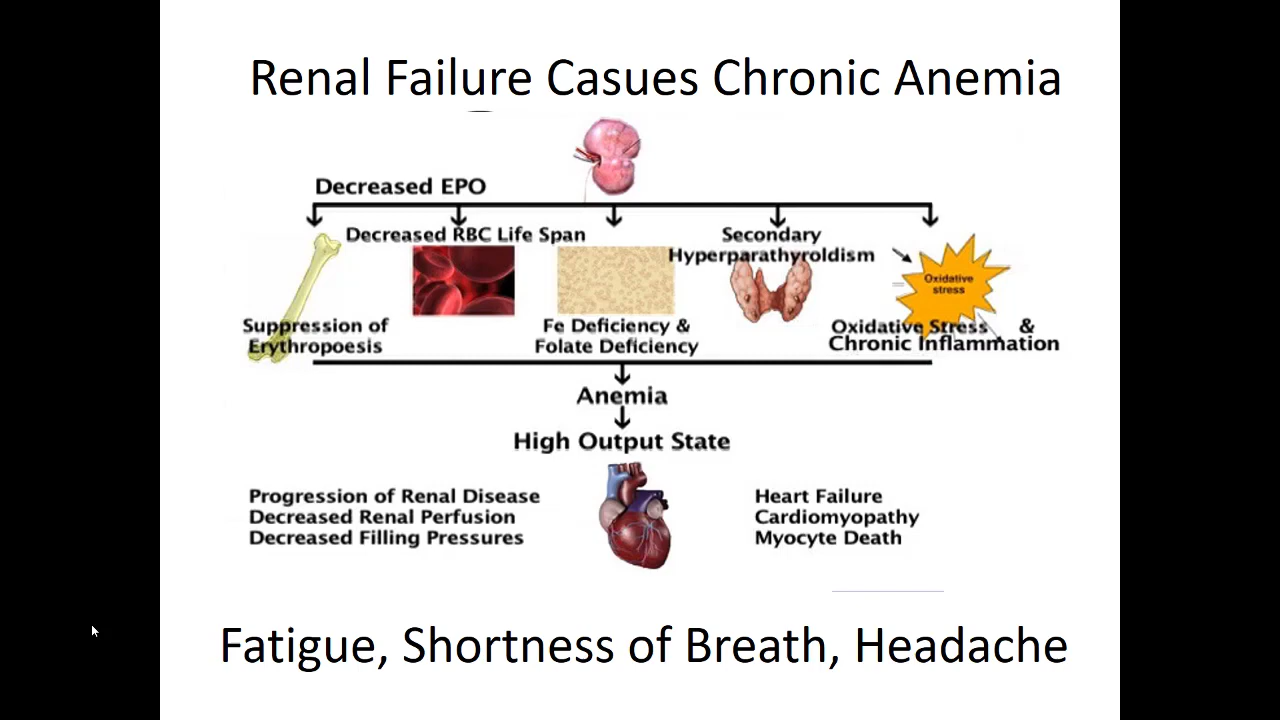 Renal Failure Casues Chronic Anemia
Decreased EPO
Decreased RBC Life Span
Secondary
Hyperparathyroldism
Oxidative
stress
Suppression of
Erythropoesis
Fe Deficiency &
Folate Deficiency
Oxidative Stress &
Chronic Inflammation
Anemia
High Output State
Progression of Renal Disease
Decreased Renal Perfusion
Decreased Filling Pressures
Heart Failure
Cardiomyopathy
Myocyte Death
Fatigue, Shortness of Breath, Headache